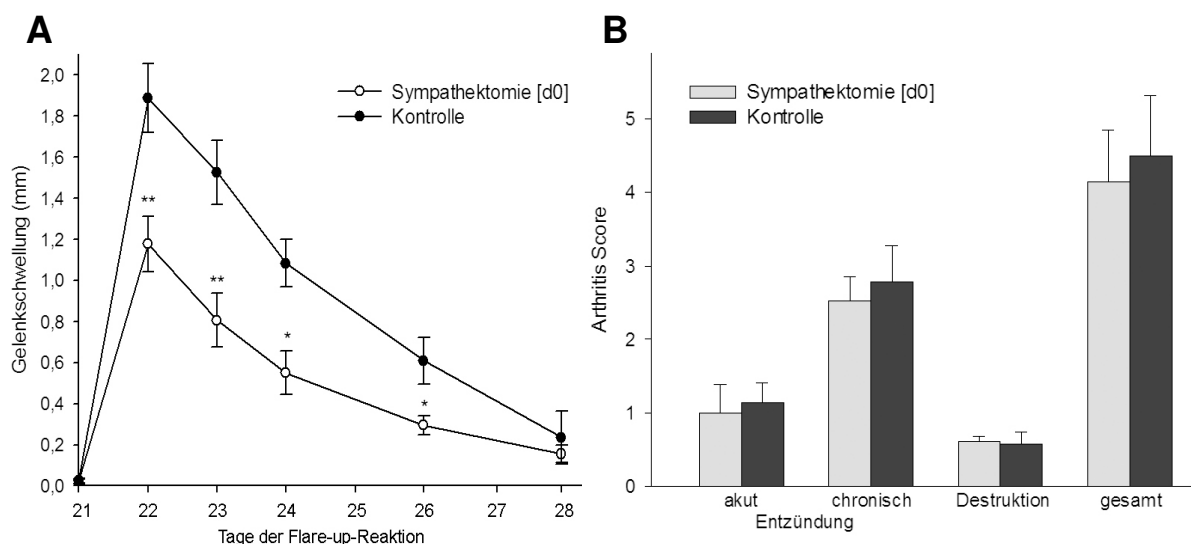 A
Gelenkschwellung (mm)
2,0
1,8
1,6
1,4
1,2
1,0
0,8
0,6
0,4
0,2
0,0
Sympathektomie [d0]
Kontrolle
**
**
*
*
21 22 23 24 25 26 27 28
Tage der Flare-up-Reaktion
B
Arthritis Score
5
4
3
2
1
0
Sympathektomie [d0]
Kontrolle
akut chronisch Destruktion gesamt
Entzündung